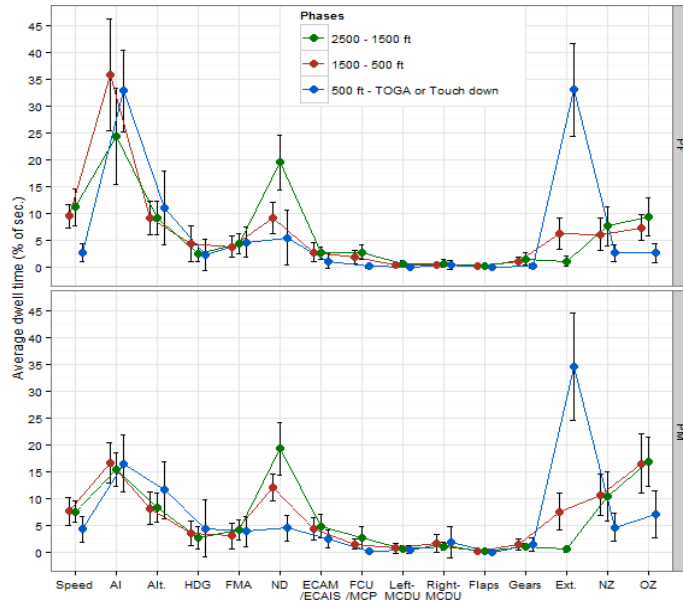 Phases
2500 - 1500 ft
1500 - 500 ft
500 ft - TOGA or Touch down
Average dwell time (% of sec.)
45
40
35
30
25
20
15
10
5
0
45
40
35
30
25
20
15
10
5
0
PM
Speed AI Alt. HDG FMA ND ECAM FCU Left- Right- Flaps Gears Ext. NZ OZ
/ECAIS /MCP MCDU MCDU